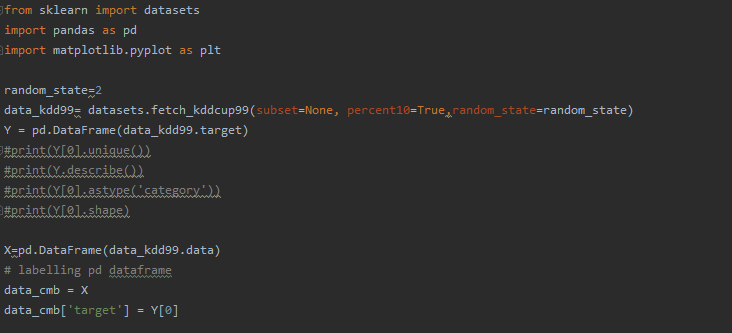 from sklearn import datasets
import pandas as pd
import matplotlib.pyplot as plt
random_state=2
data_kdd99= datasets.fetch_kddcup99(subset=None, percent10=True,random_state=random_state)
Y = pd.DataFrame(data_kdd99.target)
#print(Y[0].unique())
#print(Y.describe())
#print(Y[0].astype('category'))
#print(Y[0].shape)
X=pd.DataFrame(data_kdd99.data)
# labelling pd dataframe
data_cmb = X
data_cmb['target'] = Y[0]